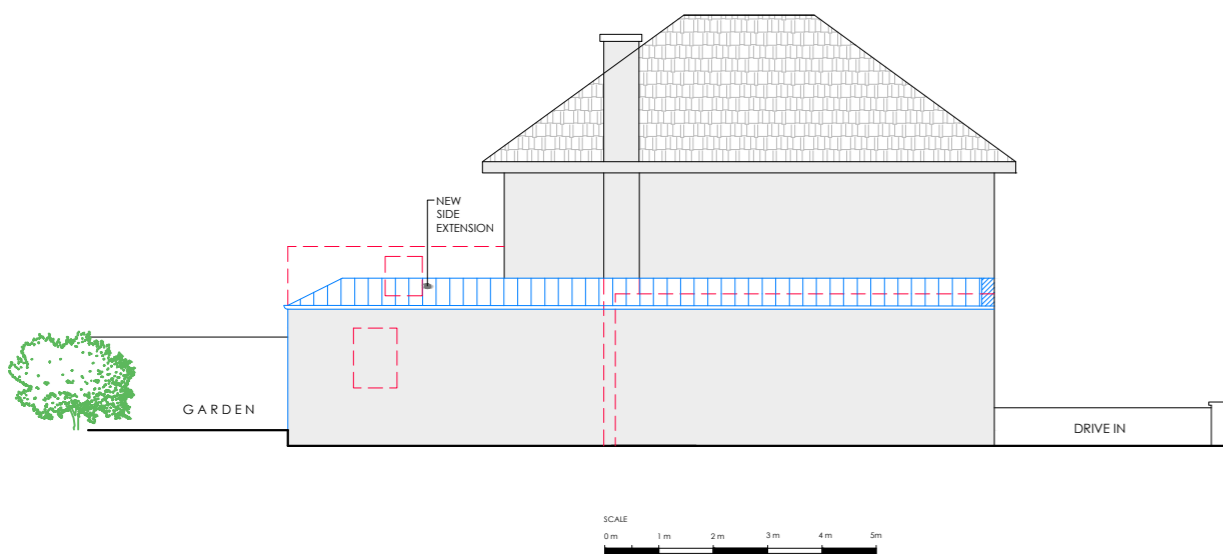 NEW
SIDE
EXTENSION
GARDEN
DRIVE IN
SCALE
0 m 1 m 2 m 3 m 4 m 5m